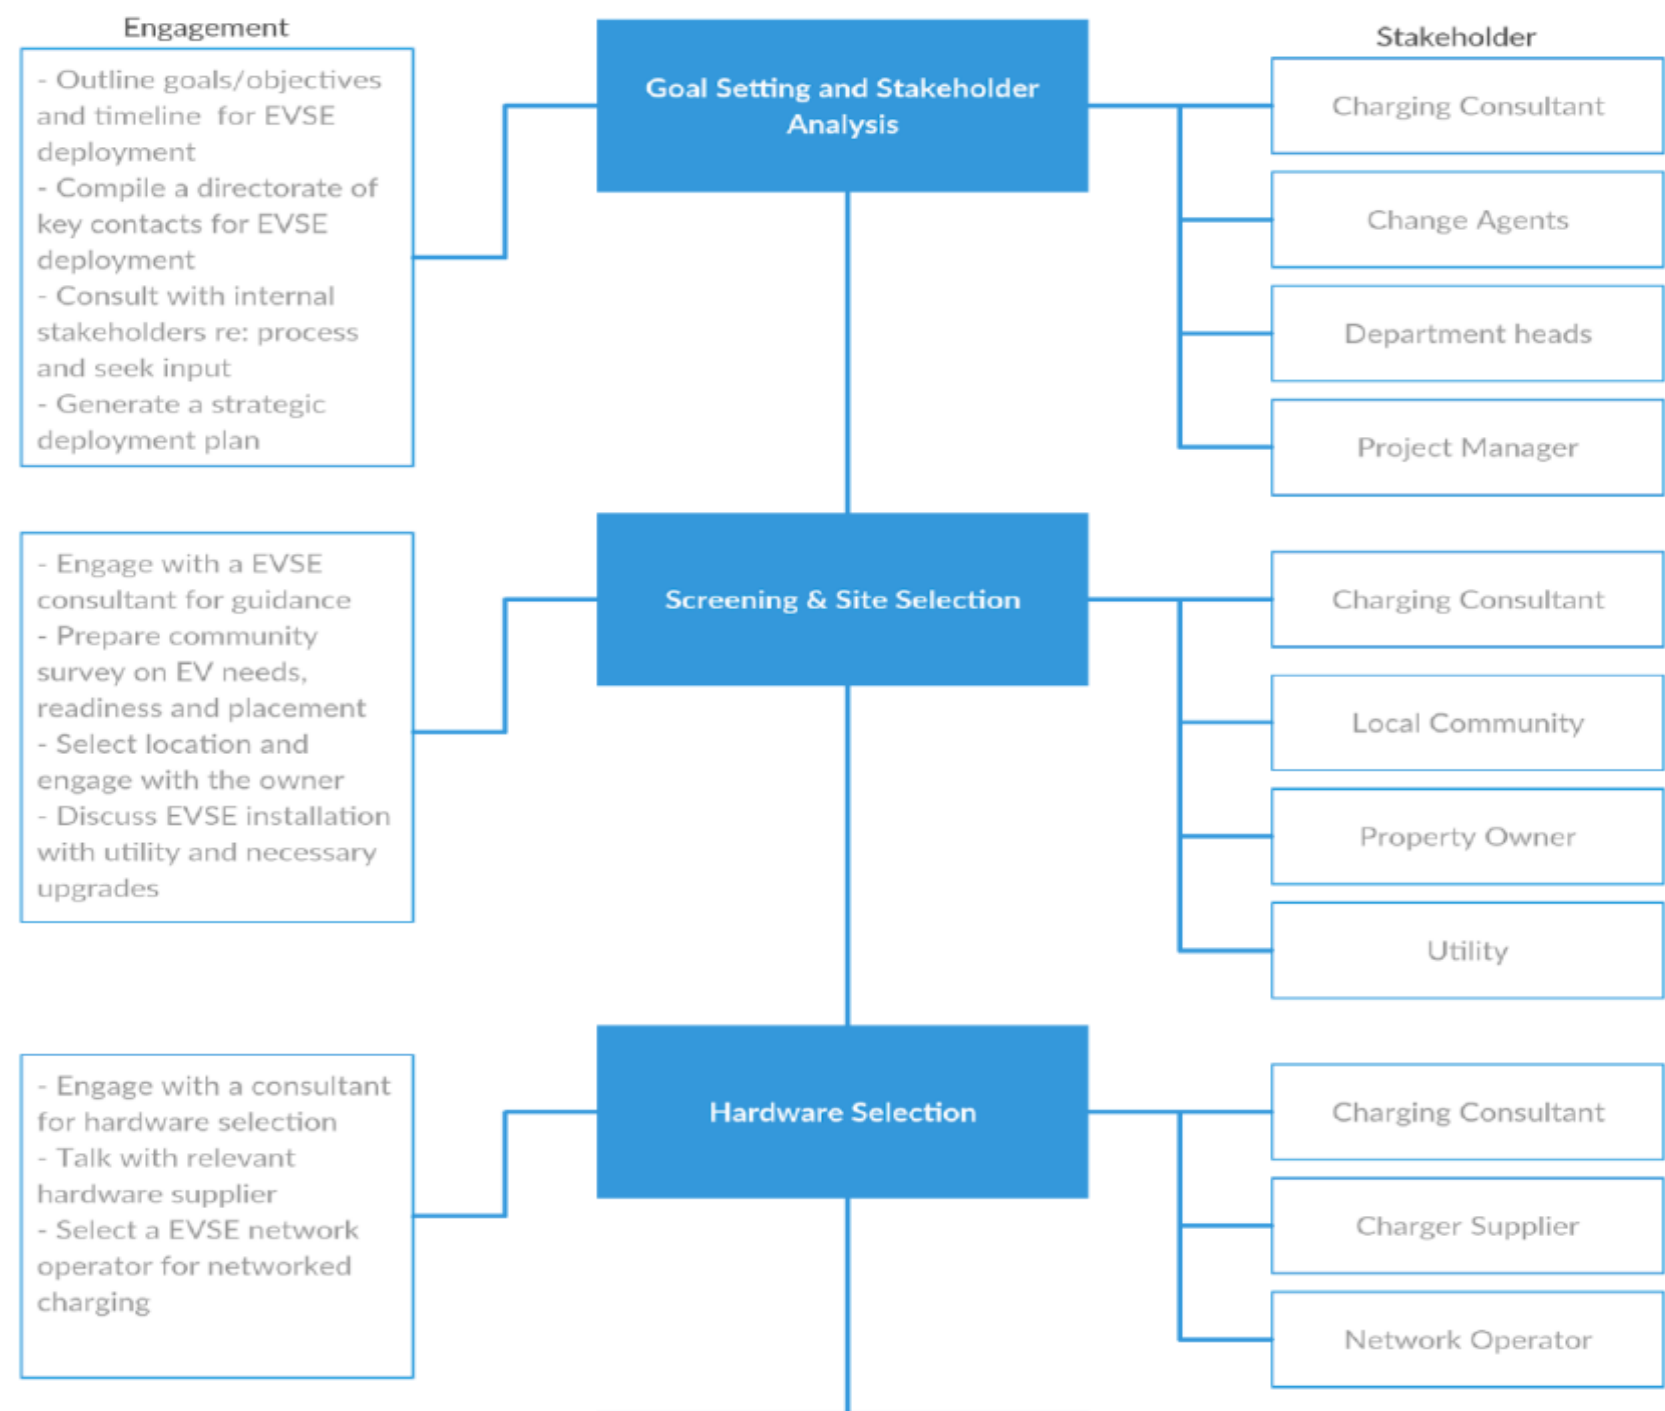 Engagement
- Outline goals/objectives
and timeline for EVSE
deployment
- Compile a directorate of
key contacts for EVSE
deployment
- Consult with internal
stakeholders re: process
and seek input
- Generate a strategic
deployment plan
Goal Setting and Stakeholder
Analysis
Stakeholder
Charging Consultant
Change Agents
Department heads
Project Manager
- Engage with a EVSE
consultant for guidance
- Prepare community
survey on EV needs,
readiness and placement
- Select location and
engage with the owner
- Discuss EVSE installation
with utility and necessary
upgrades
Screening & Site Selection
Charging Consultant
Local Community
Property Owner
Utility
- Engage with a consultant
for hardware selection
- Talk with relevant
hardware supplier
- Select a EVSE network
operator for networked
charging
Hardware Selection
Charging Consultant
Charger Supplier
Network Operator